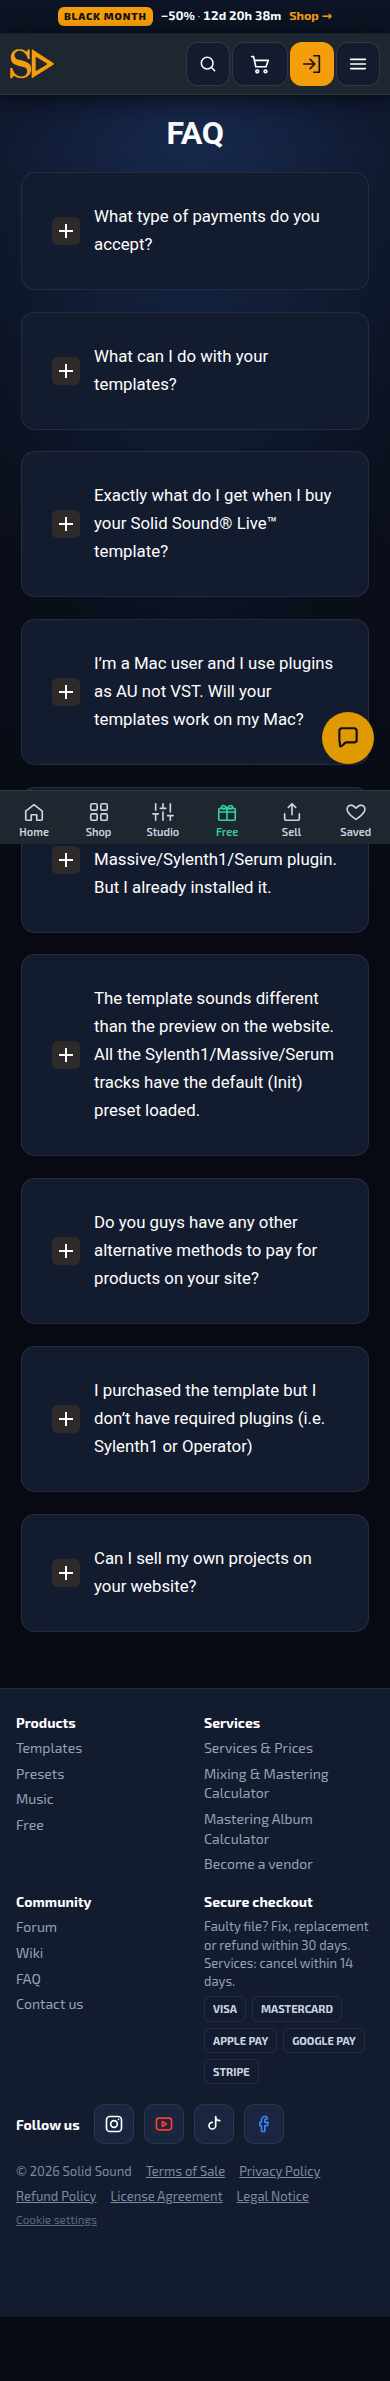 BLACK MONTH −50% · 12d 20h 38m Shop →
FAQ
What type of payments do you
accept?
What can I do with your
templates?
Exactly what do I get when I buy
your Solid Sound® Live™
template?
I’m a Mac user and I use plugins
as AU not VST. Will your
templates work on my Mac?
Home Shop Studio Free Sell Saved
Massive/Sylenth1/Serum plugin.
But I already installed it.
The template sounds different
than the preview on the website.
All the Sylenth1/Massive/Serum
tracks have the default (Init)
preset loaded.
Do you guys have any other
alternative methods to pay for
products on your site?
I purchased the template but I
don’t have required plugins (i.e.
Sylenth1 or Operator)
Can I sell my own projects on
your website?
Products
Templates
Presets
Music
Free
Services
Services & Prices
Mixing & Mastering
Calculator
Mastering Album
Calculator
Become a vendor
Community
Forum
Wiki
FAQ
Contact us
Secure checkout
Faulty file? Fix, replacement
or refund within 30 days.
Services: cancel within 14
days.
VISA MASTERCARD
APPLE PAY GOOGLE PAY
STRIPE
Follow us
© 2026 Solid Sound Terms of Sale Privacy Policy
Refund Policy License Agreement Legal Notice
Cookie settings